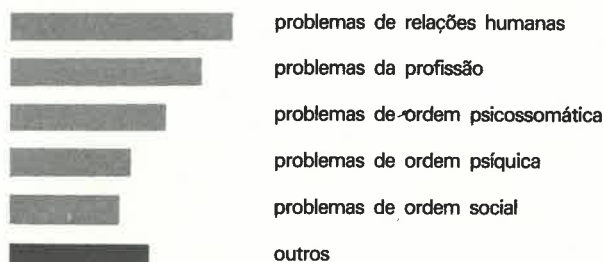 problemas de relações humanas
problemas da profissão
problemas de ordem psicossomática
problemas de ordem psíquica
problemas de ordem social
outros